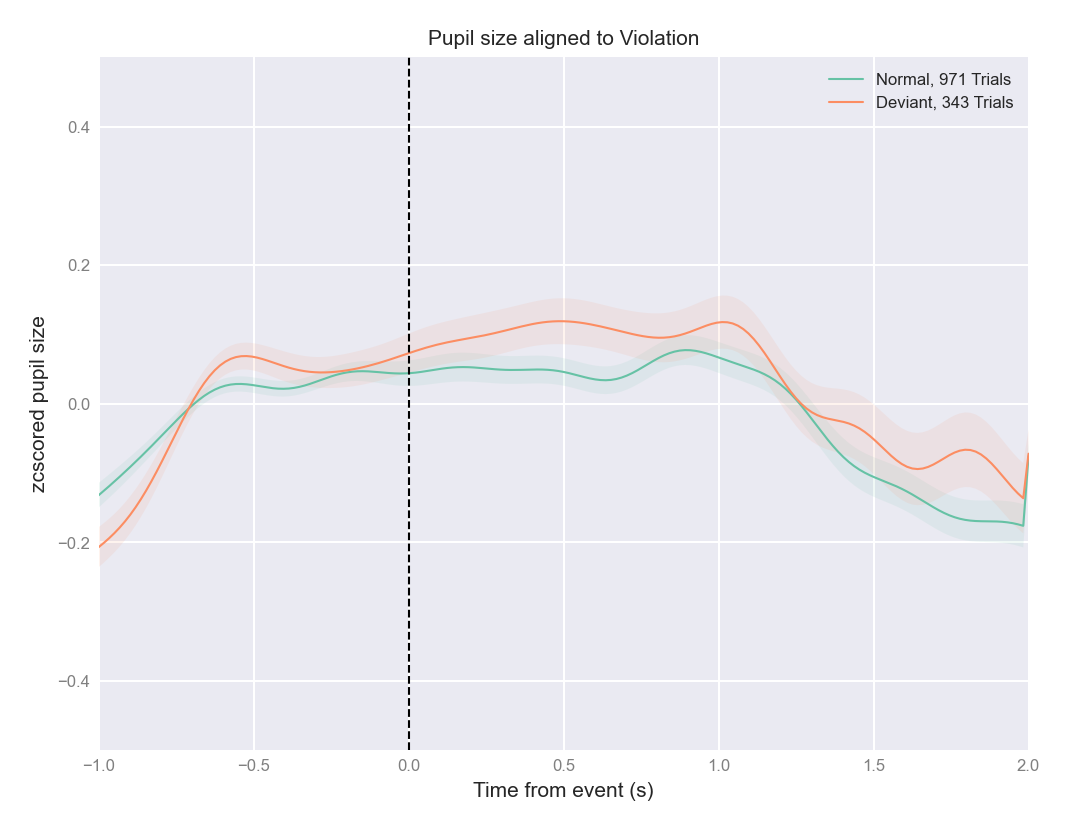 Pupil size aligned to Violation
Normal, 971 Trials
Deviant, 343 Trials
zcscored pupil size
0.4
0.2
0.0
−0.2
−0.4
−1.0
−0.5
0.0
0.5
1.0
1.5
2.0
Time from event (s)